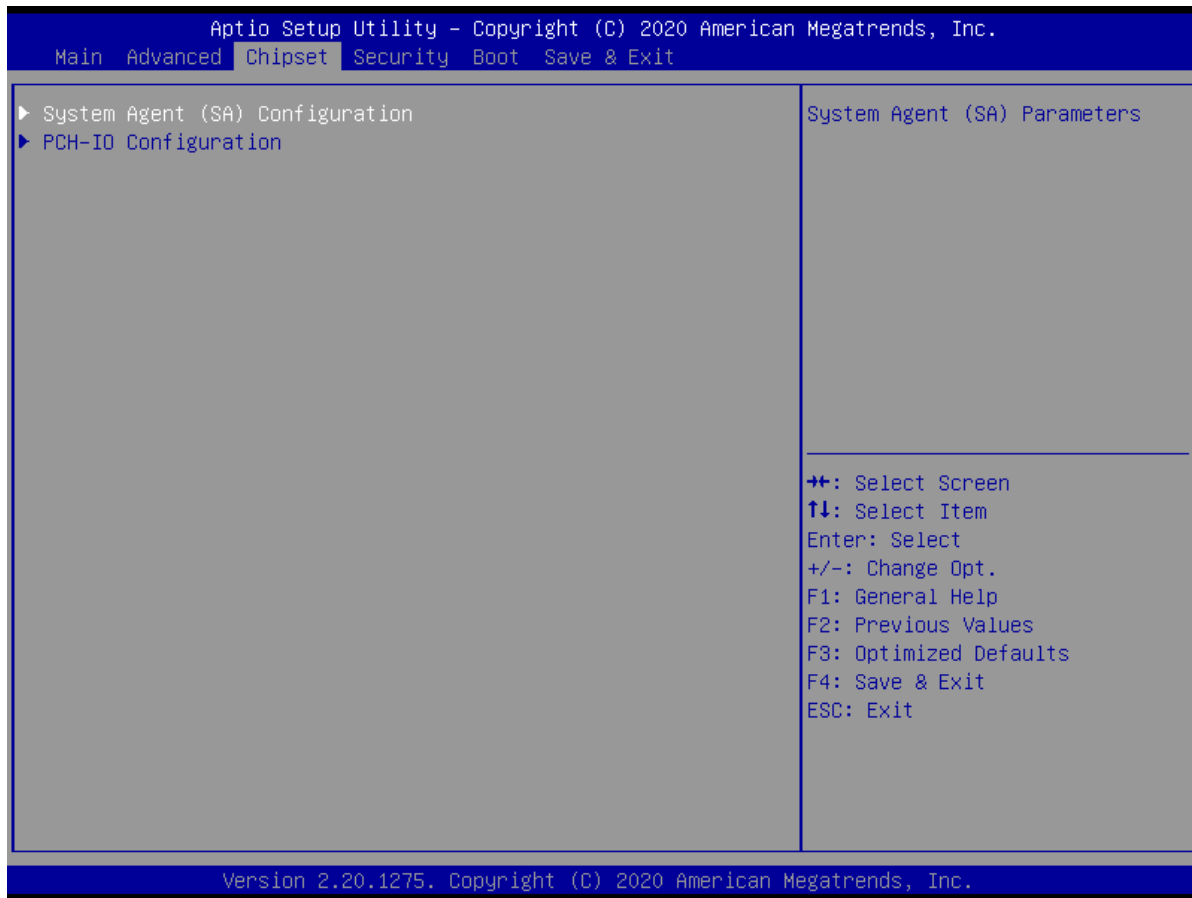 Aptio Setup Utility – Copyright (C) 2020 American Megatrends, Inc.
Main Advanced Chipset Security Boot Save & Exit
▶ System Agent (SA) Configuration
▶ PCH-IO Configuration
System Agent (SA) Parameters
→←: Select Screen
↑↓: Select Item
Enter: Select
+/-: Change Opt.
F1: General Help
F2: Previous Values
F3: Optimized Defaults
F4: Save & Exit
ESC: Exit
Version 2.20.1275. Copyright (C) 2020 American Megatrends, Inc.